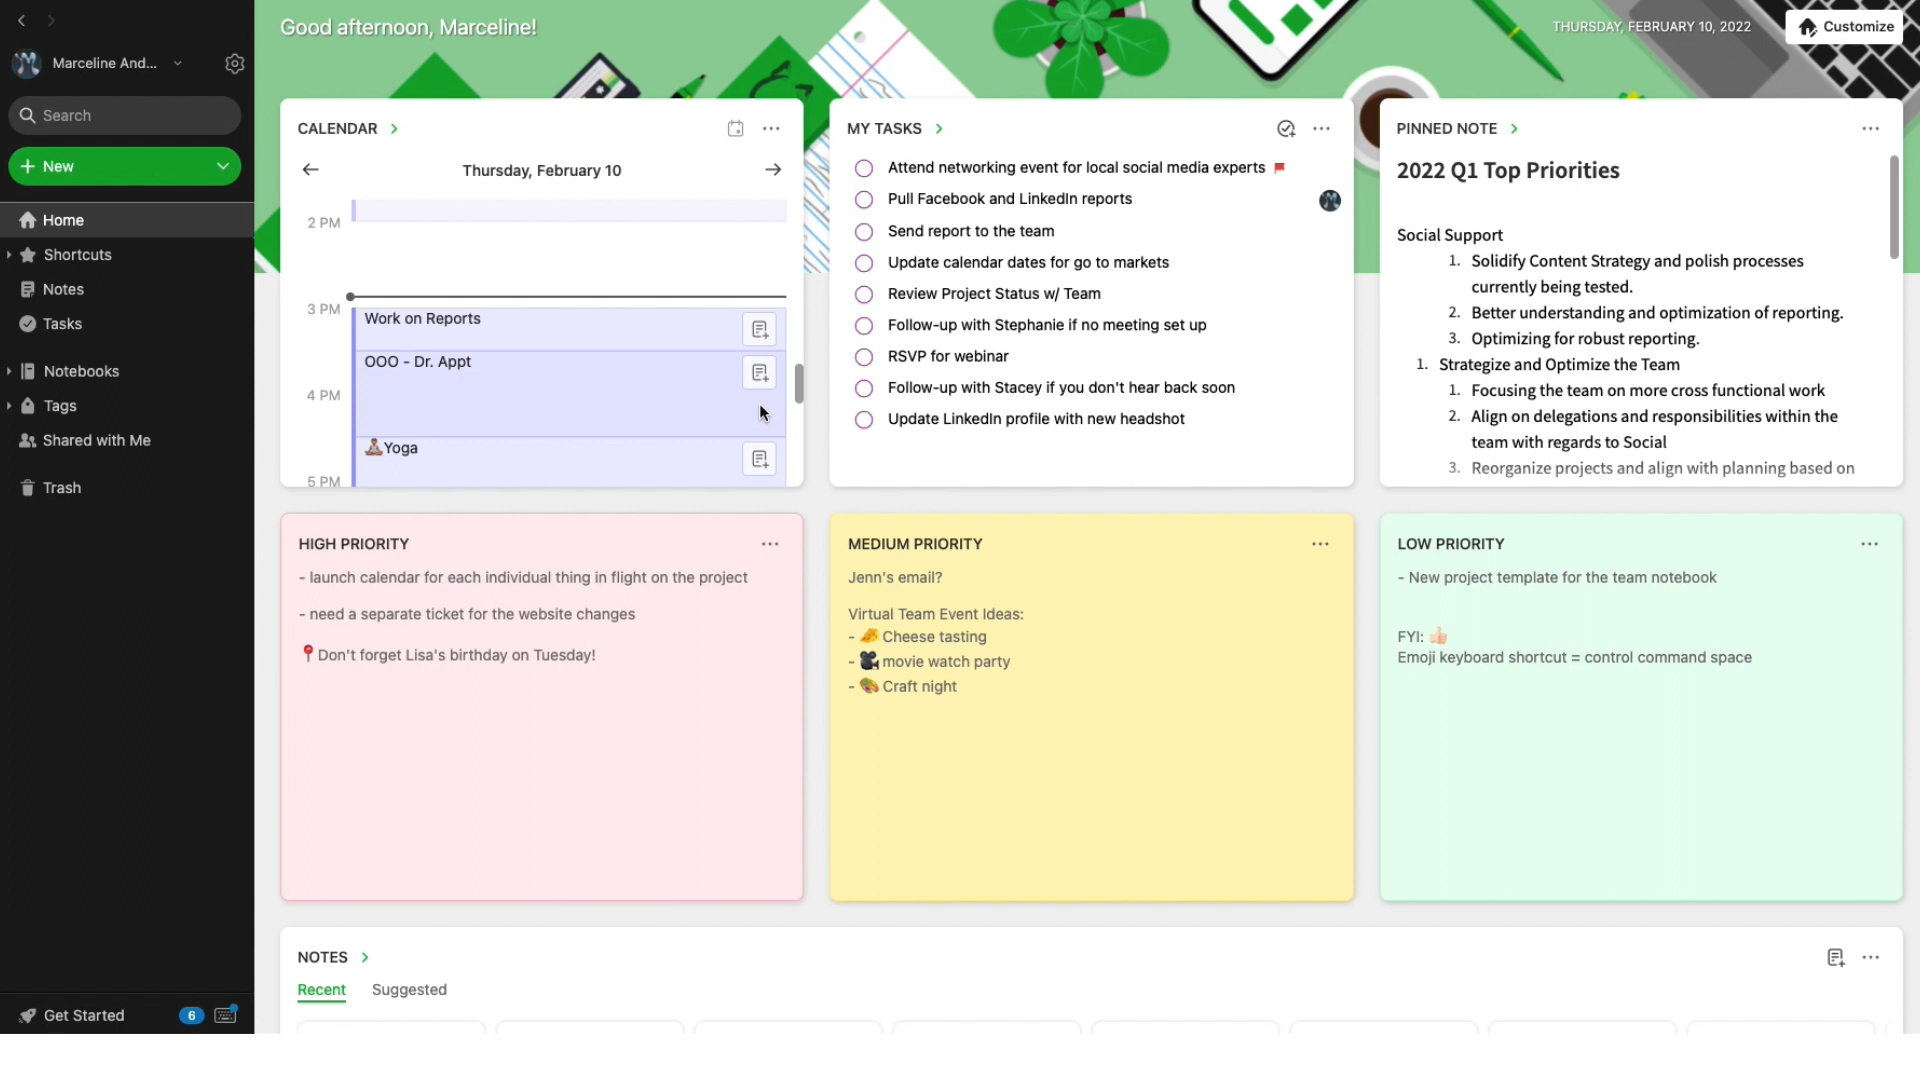 Good afternoon, Marceline!
THURSDAY, FEBRUARY 10, 2022
Customize
Marceline And...
Search
New
Home
Shortcuts
Notes
Tasks
Notebooks
Tags
Shared with Me
Trash
Get Started
6
CALENDAR
Thursday, February 10
2 PM
3 PM
Work on Reports
OOO - Dr. Appt
4 PM
Yoga
5 PM
MY TASKS
Attend networking event for local social media experts
Pull Facebook and LinkedIn reports
Send report to the team
Update calendar dates for go to markets
Review Project Status w/ Team
Follow-up with Stephanie if no meeting set up
RSVP for webinar
Follow-up with Stacey if you don't hear back soon
Update LinkedIn profile with new headshot
PINNED NOTE
2022 Q1 Top Priorities
Social Support
1. Solidify Content Strategy and polish processes
currently being tested.
2. Better understanding and optimization of reporting.
3. Optimizing for robust reporting.
1. Strategize and Optimize the Team
1. Focusing the team on more cross functional work
2. Align on delegations and responsibilities within the
team with regards to Social
3. Reorganize projects and align with planning based on
HIGH PRIORITY
- launch calendar for each individual thing in flight on the project
- need a separate ticket for the website changes
📍Don't forget Lisa's birthday on Tuesday!
MEDIUM PRIORITY
Jenn's email?
Virtual Team Event Ideas:
- 🧀 Cheese tasting
- 🎥 movie watch party
- 🎨 Craft night
LOW PRIORITY
- New project template for the team notebook
FYI: 👍🏻
Emoji keyboard shortcut = control command space
NOTES
Recent
Suggested